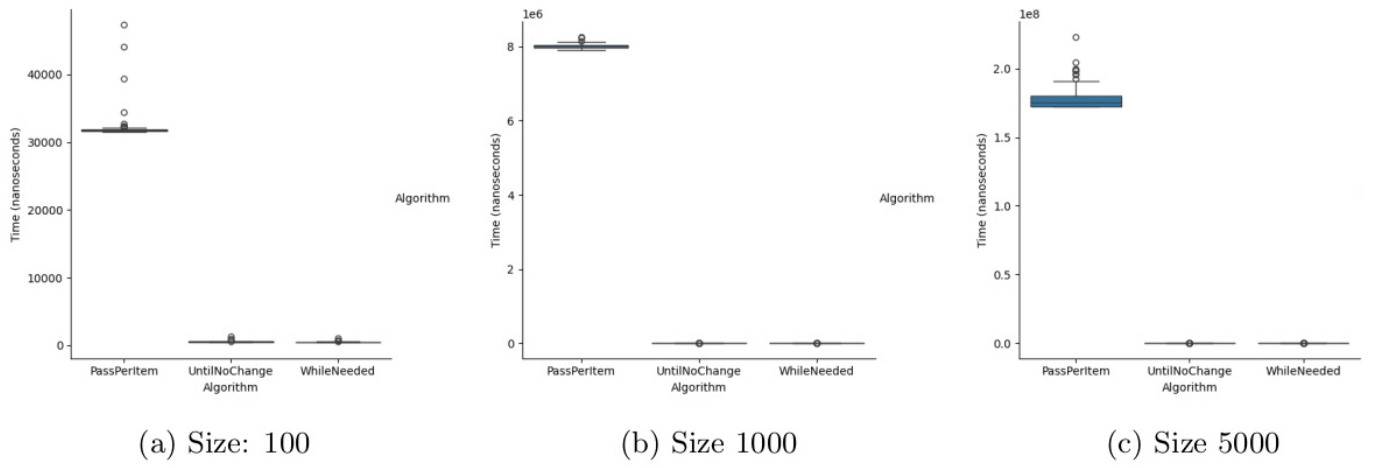 40000
30000
20000
10000
0
Time (nanoseconds)
PassPerItem UntilNoChange WhileNeeded
Algorithm
Algorithm
1e6
8
6
4
2
0
Time (nanoseconds)
PassPerItem UntilNoChange WhileNeeded
Algorithm
Algorithm
1e8
2.0
1.5
1.0
0.5
0.0
Time (nanoseconds)
PassPerItem UntilNoChange WhileNeeded
Algorithm
(a) Size: 100
(b) Size 1000
(c) Size 5000